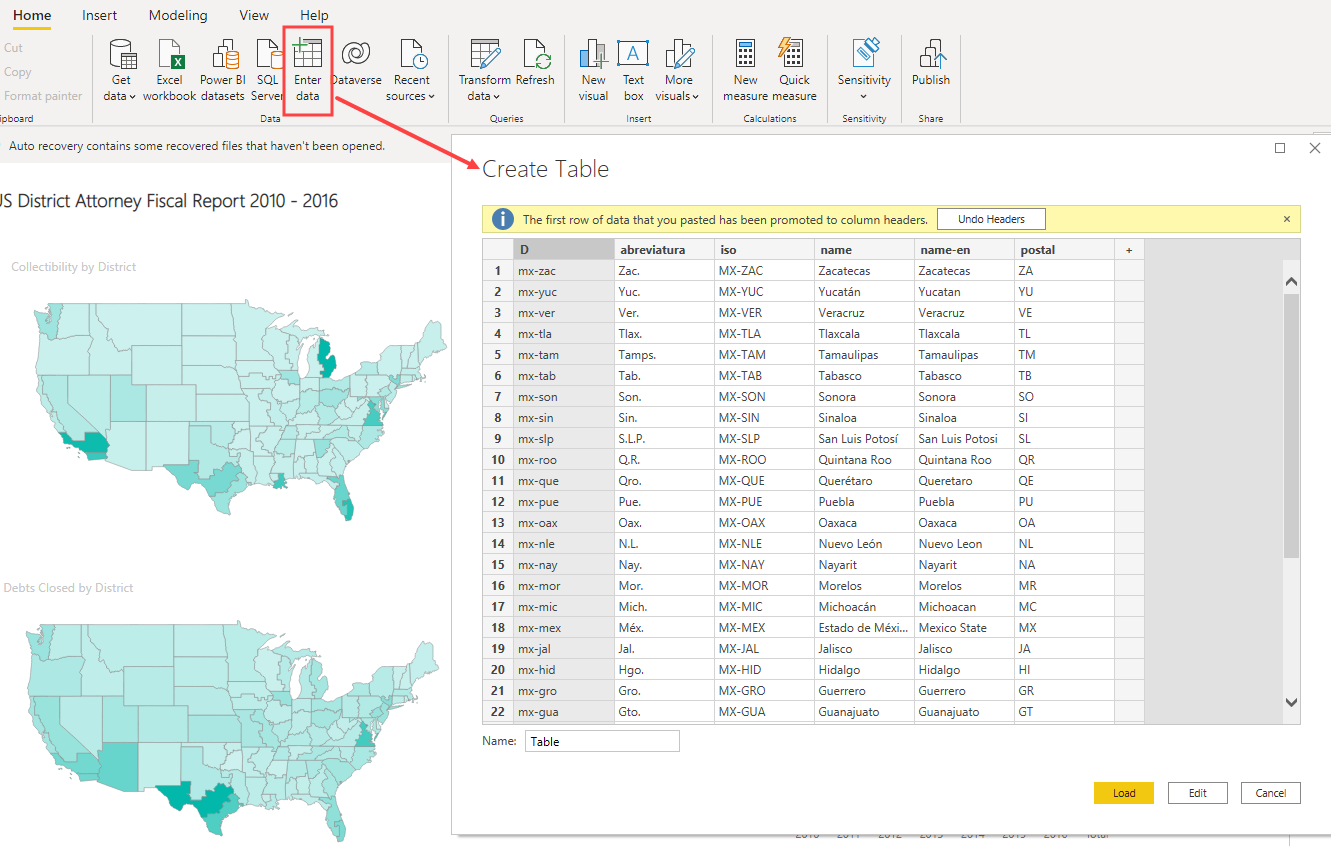 Home Insert Modeling View Help
Cut
Copy
Format painter
Get data
Excel workbook
Power BI datasets
SQL Server
Enter data
Dataverse
Recent sources
Transform data
Refresh
New visual
Text box
More visuals
New measure
Quick measure
Sensitivity
Publish
Data Queries Insert Calculations Sensitivity Share
Auto recovery contains some recovered files that haven't been opened.
US District Attorney Fiscal Report 2010 - 2016
Collectibility by District
Debts Closed by District
Create Table
The first row of data that you pasted has been promoted to column headers. Undo Headers
D abreviatura iso name name-en postal +
1 mx-zac Zac. MX-ZAC Zacatecas Zacatecas ZA
2 mx-yuc Yuc. MX-YUC Yucatán Yucatan YU
3 mx-ver Ver. MX-VER Veracruz Veracruz VE
4 mx-tla Tlax. MX-TLA Tlaxcala Tlaxcala TL
5 mx-tam Tamps. MX-TAM Tamaulipas Tamaulipas TM
6 mx-tab Tab. MX-TAB Tabasco Tabasco TB
7 mx-son Son. MX-SON Sonora Sonora SO
8 mx-sin Sin. MX-SIN Sinaloa Sinaloa SI
9 mx-slp S.L.P. MX-SLP San Luis Potosí San Luis Potosi SL
10 mx-roo Q.R. MX-ROO Quintana Roo Quintana Roo QR
11 mx-que Qro. MX-QUE Querétaro Queretaro QE
12 mx-pue Pue. MX-PUE Puebla Puebla PU
13 mx-oax Oax. MX-OAX Oaxaca Oaxaca OA
14 mx-nle N.L. MX-NLE Nuevo León Nuevo Leon NL
15 mx-nay Nay. MX-NAY Nayarit Nayarit NA
16 mx-mor Mor. MX-MOR Morelos Morelos MR
17 mx-mic Mich. MX-MIC Michoacán Michoacan MC
18 mx-mex Méx. MX-MEX Estado de Méxi... Mexico State MX
19 mx-jal Jal. MX-JAL Jalisco Jalisco JA
20 mx-hid Hgo. MX-HID Hidalgo Hidalgo HI
21 mx-gro Gro. MX-GRO Guerrero Guerrero GR
22 mx-gua Gto. MX-GUA Guanajuato Guanajuato GT
Name: Table
Load Edit Cancel